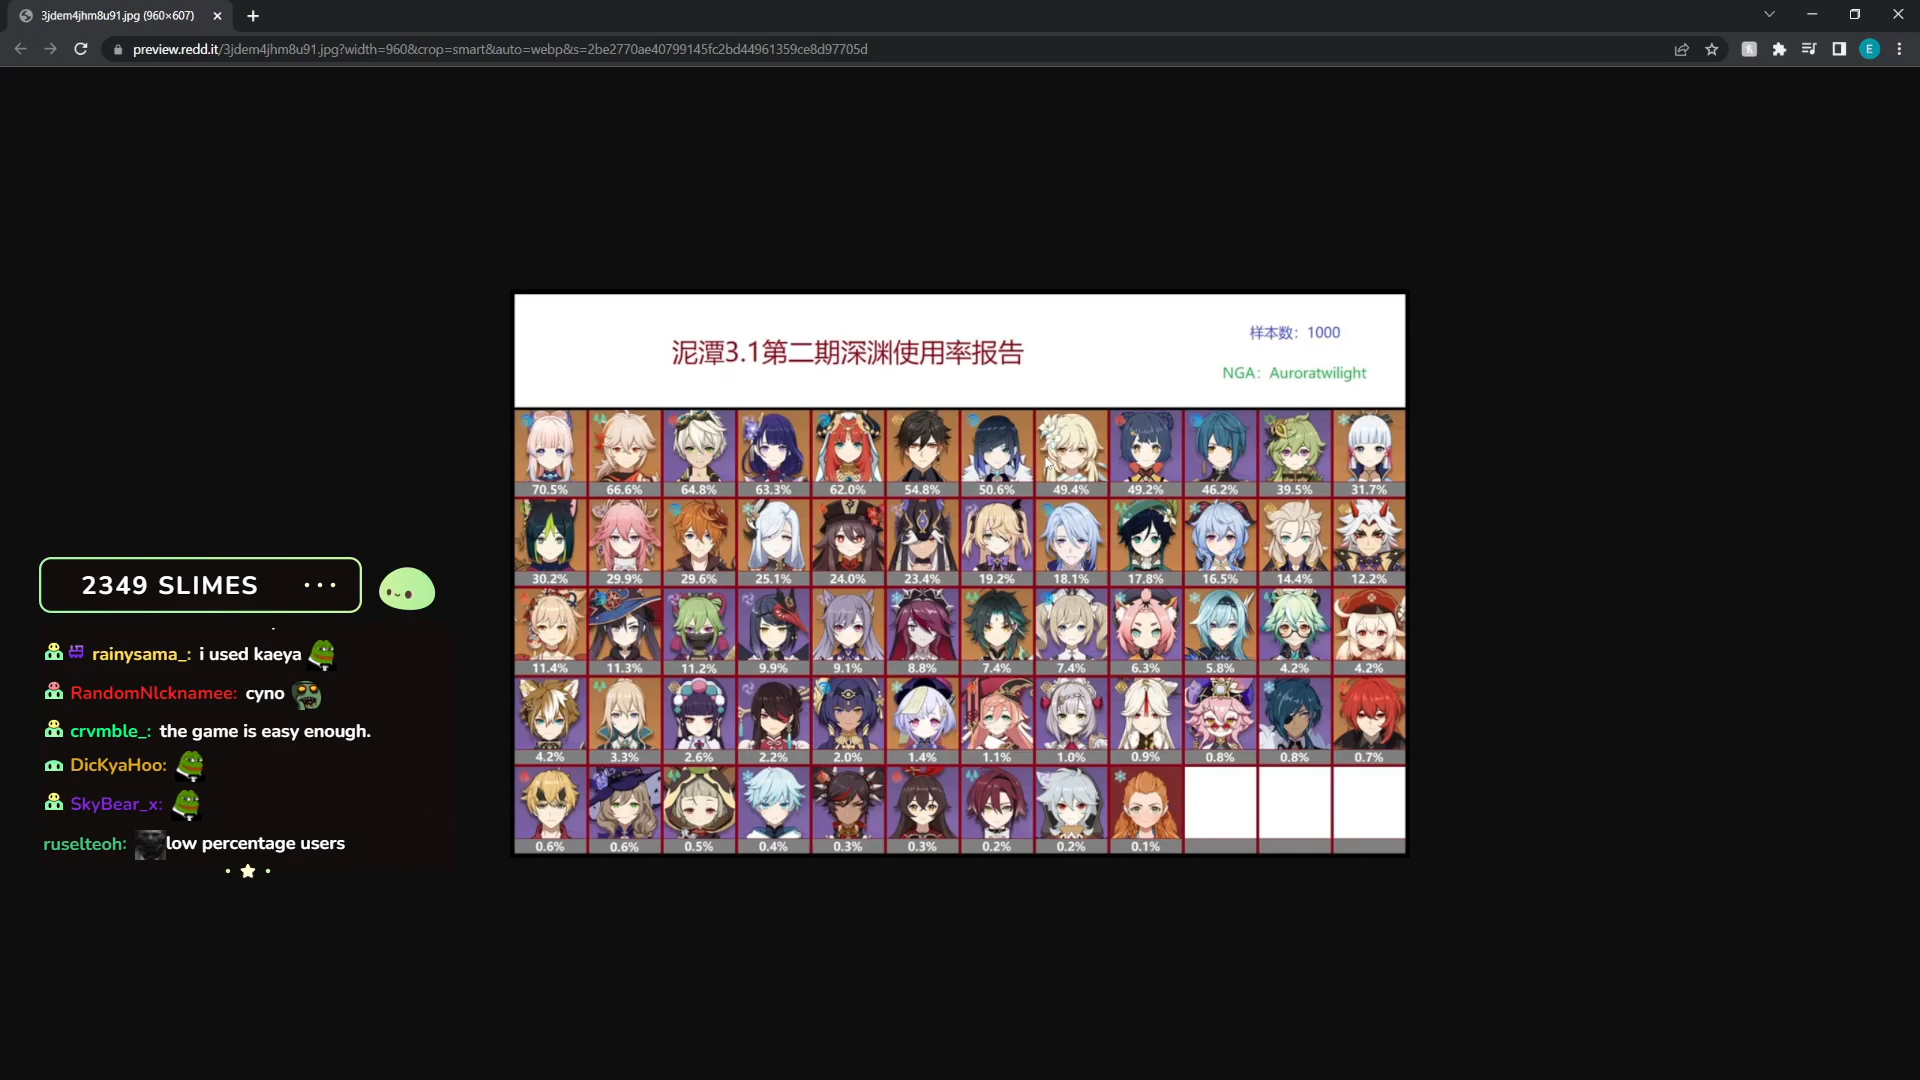 3jdem4jhm8u91.jpg (960×607)
preview.redd.it/3jdem4jhm8u91.jpg?width=960&crop=smart&auto=webp&s=2be2770ae40799145fc2bd44961359ce8d97705d
E
泥潭3.1第二期深渊使用率报告
样本数：1000
NGA：Auroratwilight
70.5% 66.6% 64.8% 63.3% 62.0% 54.8% 50.6% 49.4% 49.2% 46.2% 39.5% 31.7%
30.2% 29.9% 29.6% 25.1% 24.0% 23.4% 19.2% 18.1% 17.8% 16.5% 14.4% 12.2%
11.4% 11.3% 11.2% 9.9% 9.1% 8.8% 7.4% 7.4% 6.3% 5.8% 4.2% 4.2%
4.2% 3.3% 2.6% 2.2% 2.0% 1.4% 1.1% 1.0% 0.9% 0.8% 0.8% 0.7%
0.6% 0.6% 0.5% 0.4% 0.3% 0.3% 0.2% 0.2% 0.1%
2349 SLIMES ...
rainysama_: i used kaeya
RandomNlcknamee: cyno
crvmble_: the game is easy enough.
DicKyaHoo:
SkyBear_x:
ruselteoh: low percentage users